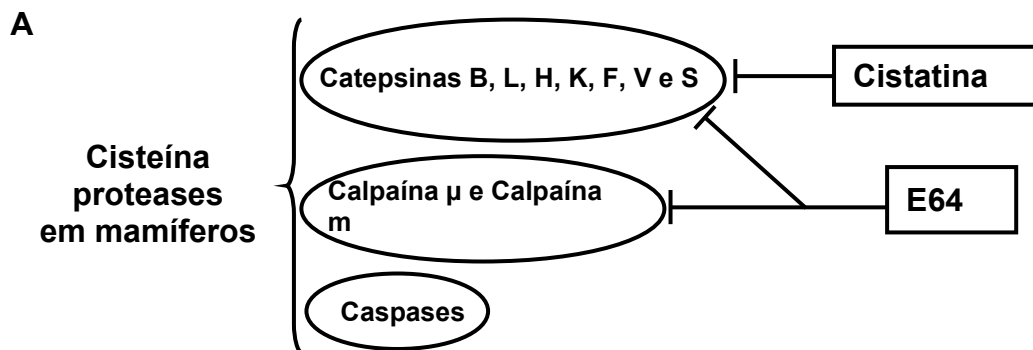 A
Catepsinas B, L, H, K, F, V e S
Cistatina
Cisteína
proteases
em mamíferos
Calpaína µ e Calpaína
m
E64
Caspases